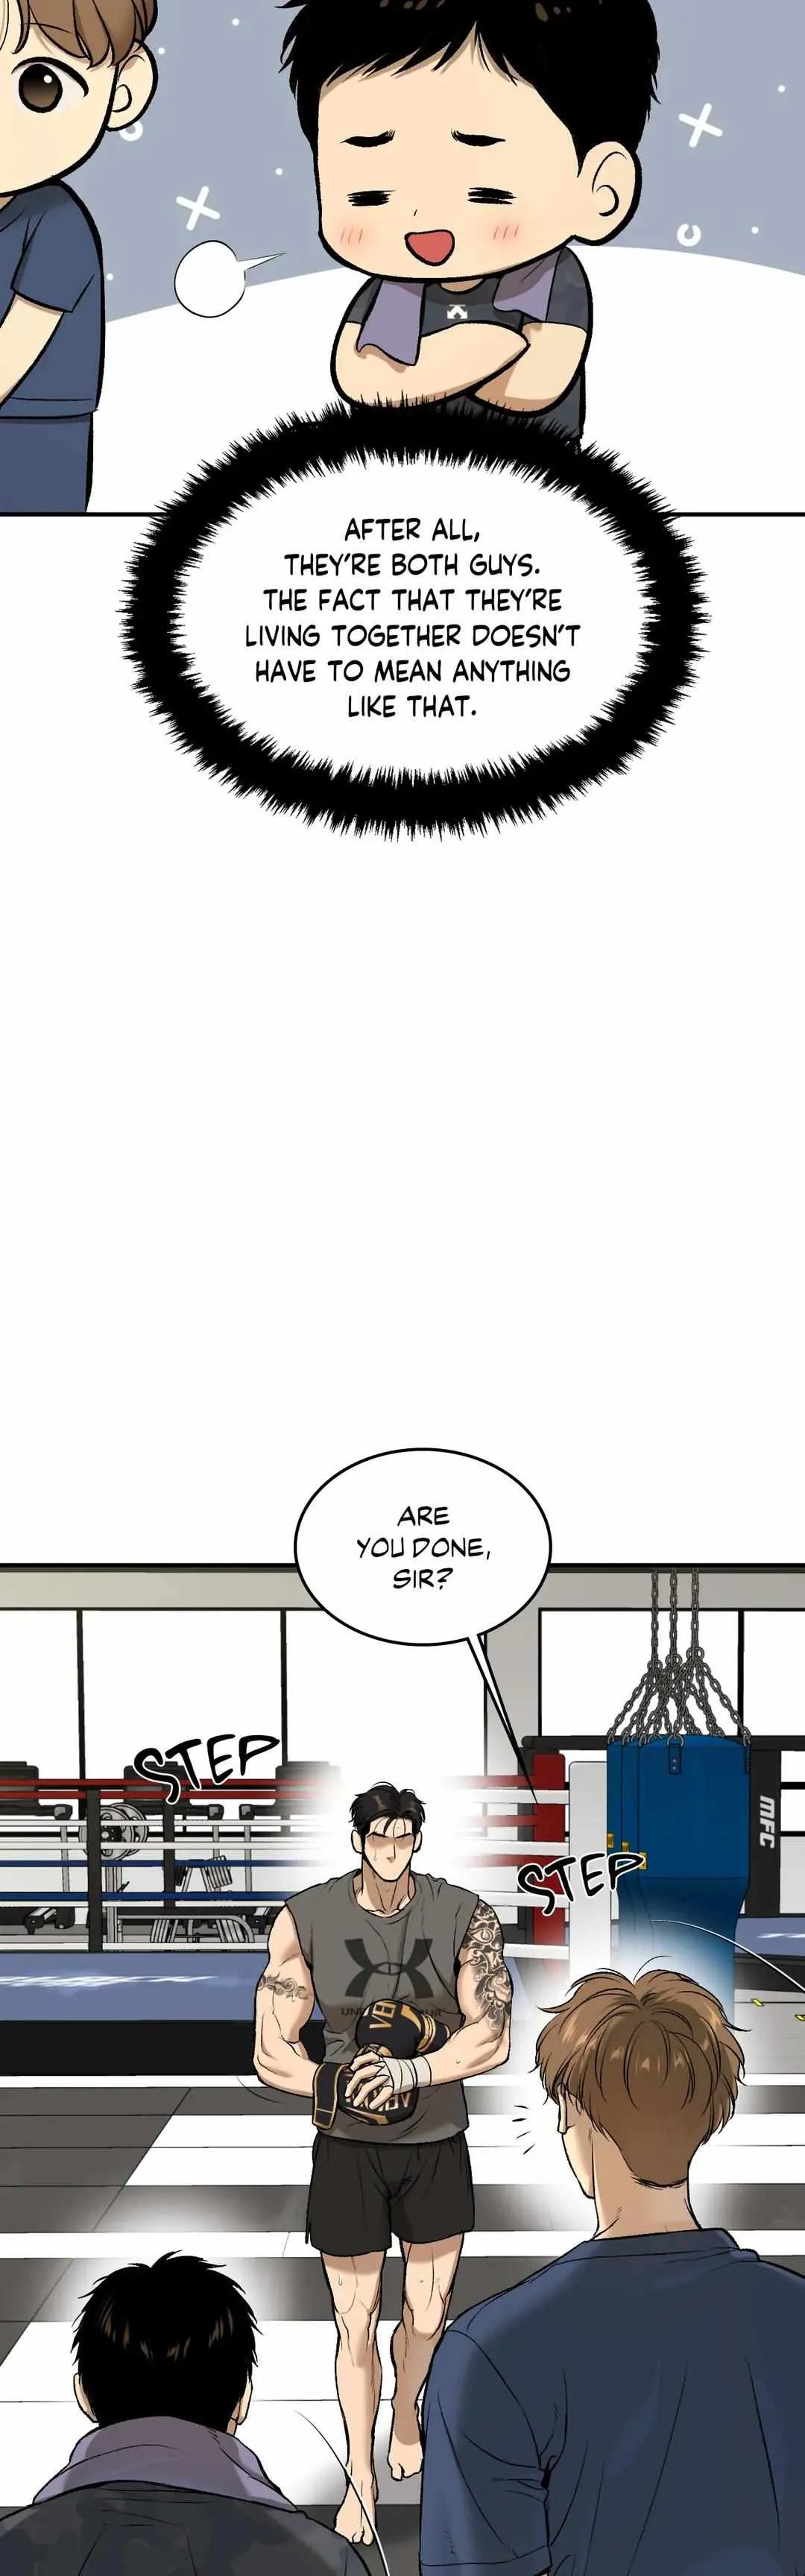 AFTER ALL,
THEY'RE BOTH GUYS.
THE FACT THAT THEY'RE
LIVING TOGETHER DOESN'T
HAVE TO MEAN ANYTHING
LIKE THAT.
ARE
YOU DONE,
SIR?
STEP
MFC
STEP